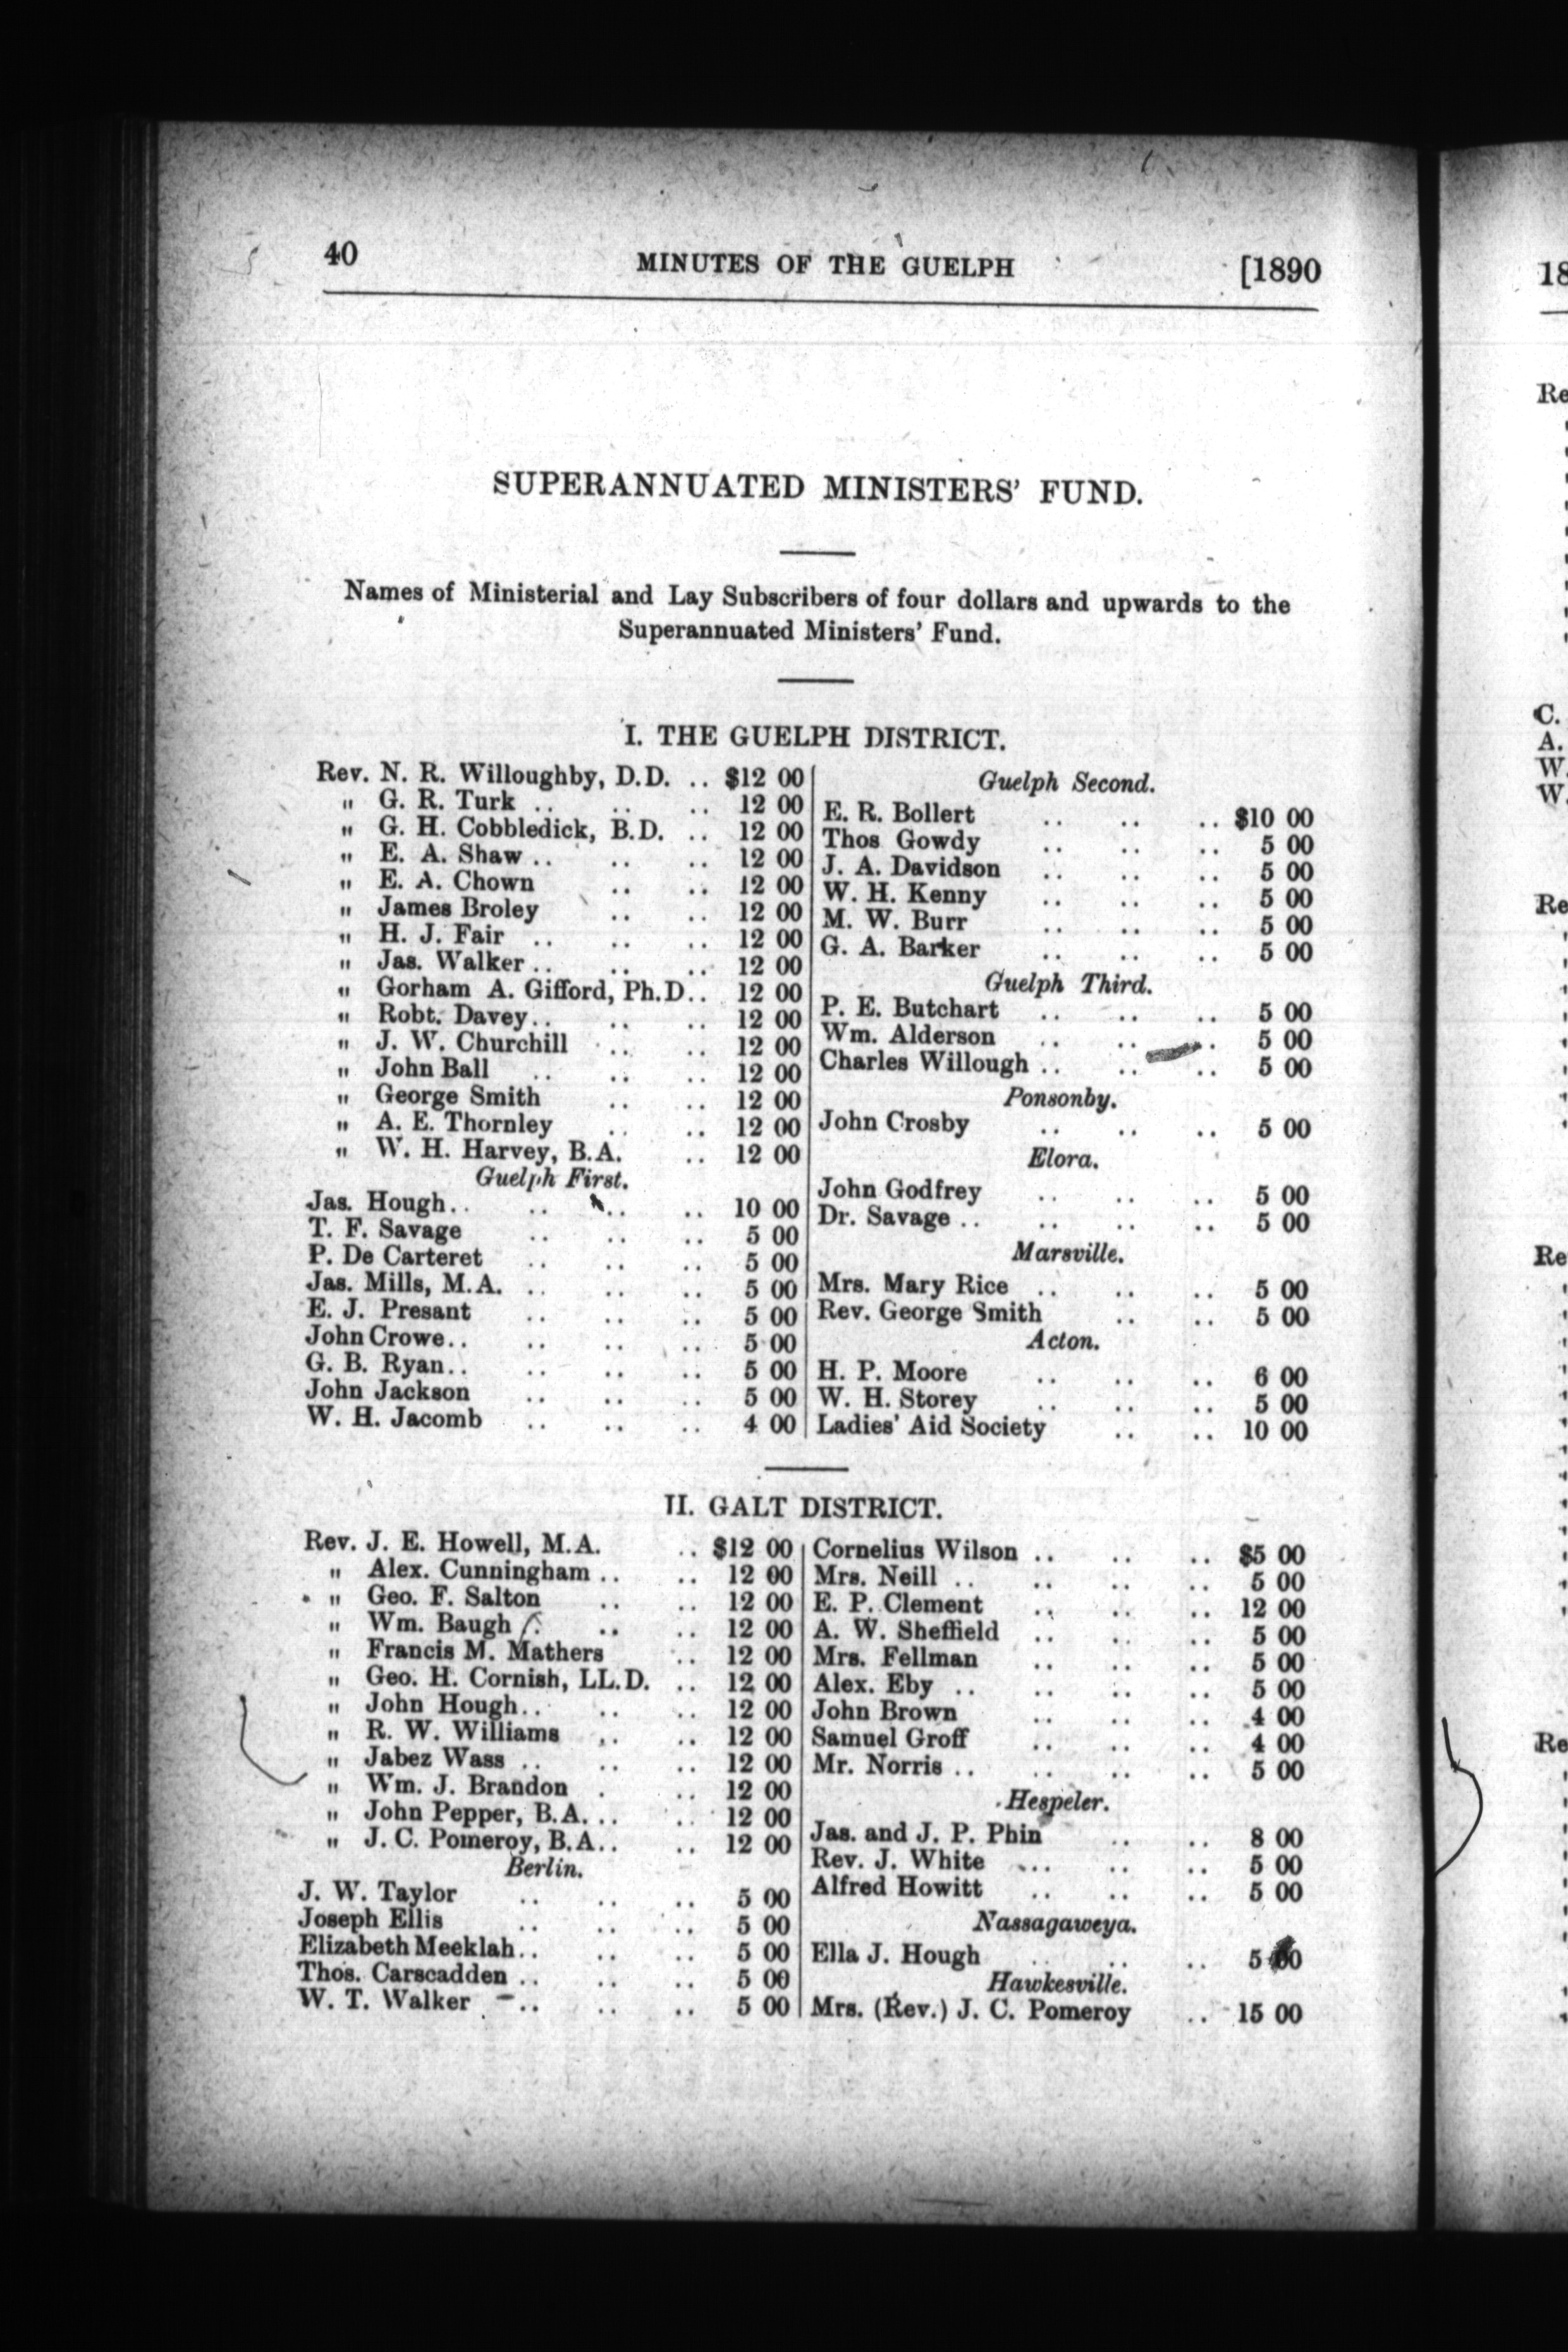 40 MINUTES OF THE GUELPH [1890
SUPERANNUATED MINISTERS' FUND.
Names of Ministerial and Lay Subscribers of four dollars and upwards to the
Superannuated Ministers' Fund.
I. THE GUELPH DISTRICT.
Rev. N. R. Willoughby, D.D. .. $12 00
" G. R. Turk .. .. .. 12 00
" G. H. Cobbledick, B.D. .. 12 00
" E. A. Shaw .. .. .. 12 00
" E. A. Chown .. .. 12 00
" James Broley .. .. 12 00
" H. J. Fair .. .. .. 12 00
" Jas. Walker .. .. .. 12 00
" Gorham A. Gifford, Ph.D.. 12 00
" Robt. Davey.. .. .. 12 00
" J. W. Churchill .. .. 12 00
" John Ball .. .. .. 12 00
" George Smith .. .. 12 00
" A. E. Thornley .. .. 12 00
" W. H. Harvey, B.A. .. 12 00
Guelph First.
Jas. Hough.. .. .. .. 10 00
T. F. Savage .. .. .. 5 00
P. De Carteret .. .. .. 5 00
Jas. Mills, M.A. .. .. .. 5 00
E. J. Presant .. .. .. 5 00
John Crowe.. .. .. .. 5 00
G. B. Ryan.. .. .. .. 5 00
John Jackson .. .. .. 5 00
W. H. Jacomb .. .. .. 4 00
Guelph Second.
E. R. Bollert .. .. .. $10 00
Thos Gowdy .. .. .. 5 00
J. A. Davidson .. .. .. 5 00
W. H. Kenny .. .. .. 5 00
M. W. Burr .. .. .. 5 00
G. A. Barker .. .. .. 5 00
Guelph Third.
P. E. Butchart .. .. .. 5 00
Wm. Alderson .. .. .. 5 00
Charles Willough .. .. .. 5 00
Ponsonby.
John Crosby .. .. .. 5 00
Elora.
John Godfrey .. .. .. 5 00
Dr. Savage .. .. .. 5 00
Marsville.
Mrs. Mary Rice .. .. .. 5 00
Rev. George Smith .. .. 5 00
Acton.
H. P. Moore .. .. .. 6 00
W. H. Storey .. .. .. 5 00
Ladies' Aid Society .. .. 10 00
II. GALT DISTRICT.
Rev. J. E. Howell, M.A. .. $12 00
" Alex. Cunningham .. .. 12 00
" Geo. F. Salton .. .. 12 00
" Wm. Baugh .. .. .. 12 00
" Francis M. Mathers .. 12 00
" Geo. H. Cornish, LL.D. .. 12 00
" John Hough.. .. .. 12 00
" R. W. Williams .. .. 12 00
" Jabez Wass .. .. .. 12 00
" Wm. J. Brandon . .. 12 00
" John Pepper, B.A. .. .. 12 00
" J. C. Pomeroy, B.A.. .. 12 00
Berlin.
J. W. Taylor .. .. .. 5 00
Joseph Ellis .. .. .. 5 00
Elizabeth Meeklah.. .. .. 5 00
Thos. Carscadden .. .. .. 5 00
W. T. Walker .. .. .. 5 00
Cornelius Wilson .. .. .. $5 00
Mrs. Neill .. .. .. .. 5 00
E. P. Clement .. .. .. 12 00
A. W. Sheffield .. .. .. 5 00
Mrs. Fellman .. .. .. 5 00
Alex. Eby .. .. .. .. 5 00
John Brown .. .. .. 4 00
Samuel Groff .. .. .. 4 00
Mr. Norris .. .. .. .. 5 00
Hespeler.
Jas. and J. P. Phin .. .. 8 00
Rev. J. White ... .. .. 5 00
Alfred Howitt .. .. .. 5 00
Nassagaweya.
Ella J. Hough .. .. .. 5 00
Hawkesville.
Mrs. (Rev.) J. C. Pomeroy .. 15 00
18
Re
C.
A.
W
W
Re
Re
Re